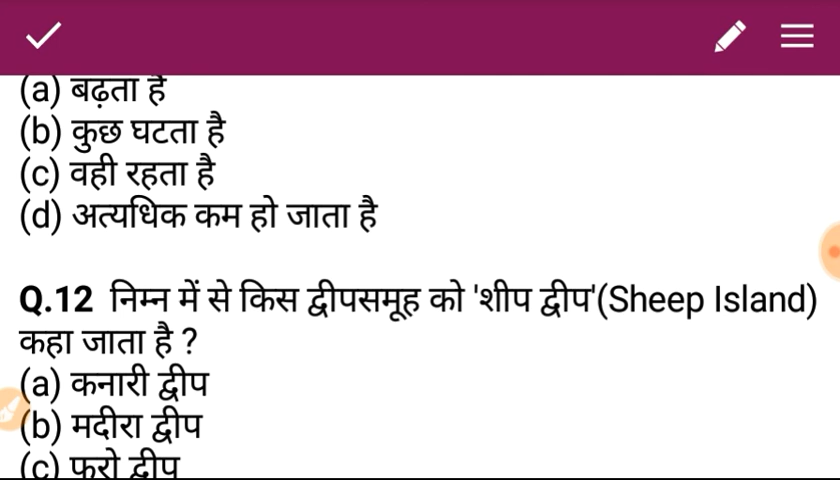 (a) बढ़ता है
(b) कुछ घटता है
(c) वही रहता है
(d) अत्यधिक कम हो जाता है
Q.12 निम्न में से किस द्वीपसमूह को 'शीप द्वीप'(Sheep Island)
कहा जाता है ?
(a) कनारी द्वीप
(b) मदीरा द्वीप
(c) फरो द्वीप